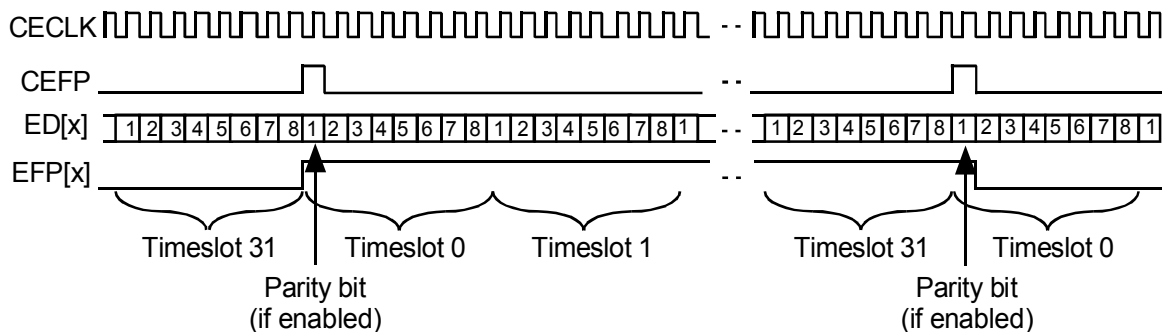 CECLK - -
CEFP - -
ED[x] 1 2 3 4 5 6 7 8 1 2 3 4 5 6 7 8 1 2 3 4 5 6 7 8 1 - - 1 2 3 4 5 6 7 8 1 2 3 4 5 6 7 8 1
EFP[x] - -
Timeslot 31 Timeslot 0 Timeslot 1 Timeslot 31 Timeslot 0
Parity bit Parity bit
(if enabled) (if enabled)